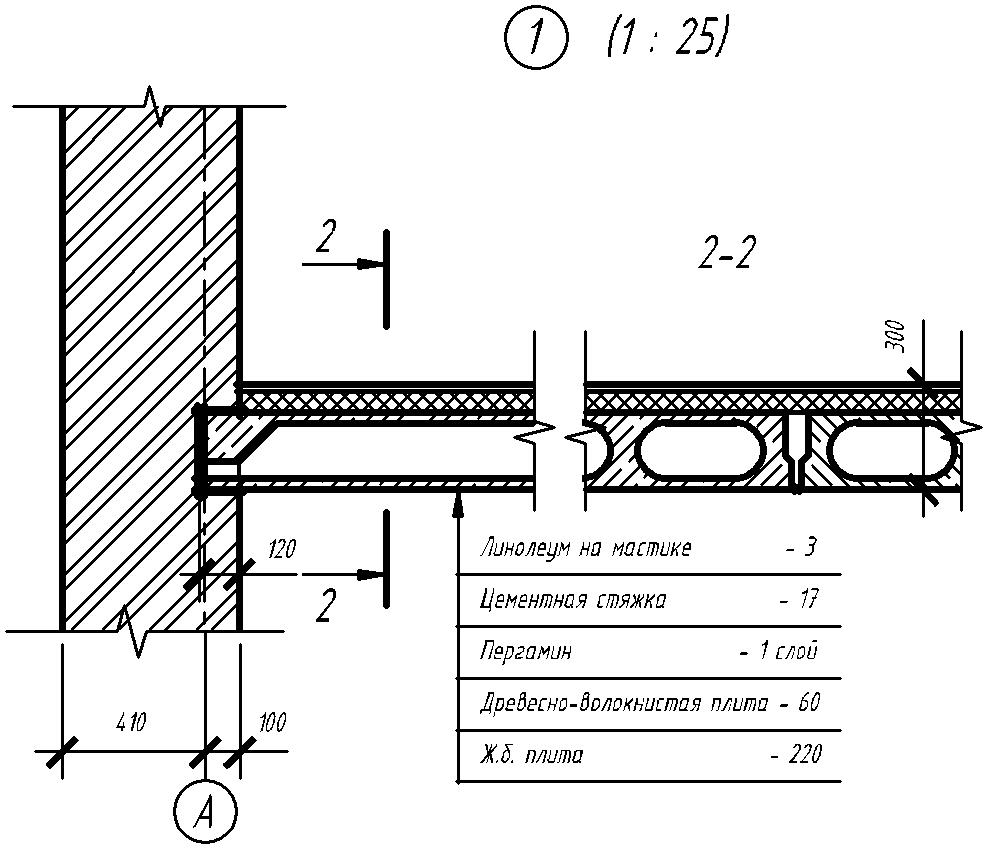 1 (1 : 25)
2
2-2
300
120
2
Линолеум на мастике - 3
Цементная стяжка - 17
Пергамин - 1 слой
Древесно-волокнистая плита - 60
Ж.б. плита - 220
410
100
А